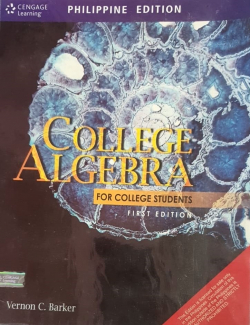 CENGAGE
Learning
PHILIPPINE EDITION
COLLEGE
ALGEBRA
FOR COLLEGE STUDENTS
FIRST EDITION
Vernon C. Barker